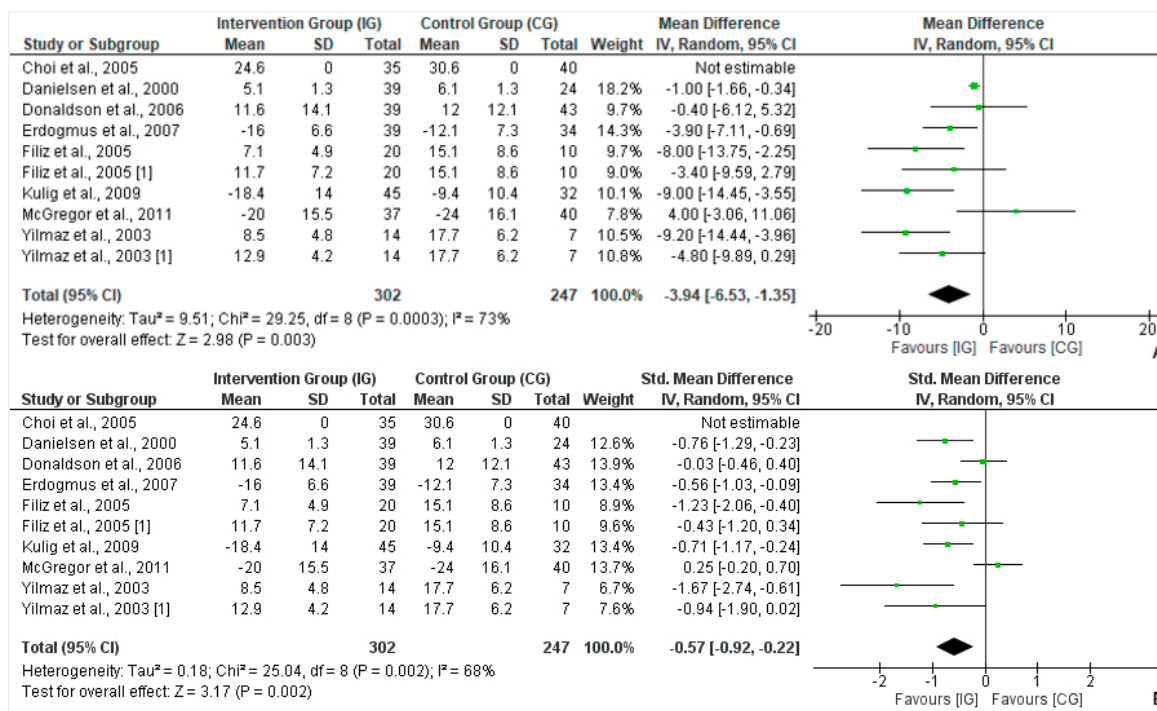 Intervention Group (IG) Control Group (CG) Mean Difference Mean Difference
Study or Subgroup Mean SD Total Mean SD Total Weight IV, Random, 95% CI IV, Random, 95% CI
Choi et al., 2005 24.6 0 35 30.6 0 40 Not estimable
Danielsen et al., 2000 5.1 1.3 39 6.1 1.3 24 18.2% -1.00 [-1.66, -0.34]
Donaldson et al., 2006 11.6 14.1 39 12 12.1 43 9.7% -0.40 [-6.12, 5.32]
Erdogmus et al., 2007 -16 6.6 39 -12.1 7.3 34 14.3% -3.90 [-7.11, -0.69]
Filiz et al., 2005 7.1 4.9 20 15.1 8.6 10 9.7% -8.00 [-13.75, -2.25]
Filiz et al., 2005 [1] 11.7 7.2 20 15.1 8.6 10 9.0% -3.40 [-9.59, 2.79]
Kulig et al., 2009 -18.4 14 45 -9.4 10.4 32 10.1% -9.00 [-14.45, -3.55]
McGregor et al., 2011 -20 15.5 37 -24 16.1 40 7.8% 4.00 [-3.06, 11.06]
Yilmaz et al., 2003 8.5 4.8 14 17.7 6.2 7 10.5% -9.20 [-14.44, -3.96]
Yilmaz et al., 2003 [1] 12.9 4.2 14 17.7 6.2 7 10.8% -4.80 [-9.89, 0.29]
Total (95% CI) 302 247 100.0% -3.94 [-6.53, -1.35]
Heterogeneity: Tau² = 9.51; Chi² = 29.25, df = 8 (P = 0.0003); I² = 73%
Test for overall effect: Z = 2.98 (P = 0.003)
-20 -10 0 10 20
Favours [IG] Favours [CG]
Intervention Group (IG) Control Group (CG) Std. Mean Difference Std. Mean Difference
Study or Subgroup Mean SD Total Mean SD Total Weight IV, Random, 95% CI IV, Random, 95% CI
Choi et al., 2005 24.6 0 35 30.6 0 40 Not estimable
Danielsen et al., 2000 5.1 1.3 39 6.1 1.3 24 12.6% -0.76 [-1.29, -0.23]
Donaldson et al., 2006 11.6 14.1 39 12 12.1 43 13.9% -0.03 [-0.46, 0.40]
Erdogmus et al., 2007 -16 6.6 39 -12.1 7.3 34 13.4% -0.56 [-1.03, -0.09]
Filiz et al., 2005 7.1 4.9 20 15.1 8.6 10 8.9% -1.23 [-2.06, -0.40]
Filiz et al., 2005 [1] 11.7 7.2 20 15.1 8.6 10 9.6% -0.43 [-1.20, 0.34]
Kulig et al., 2009 -18.4 14 45 -9.4 10.4 32 13.4% -0.71 [-1.17, -0.24]
McGregor et al., 2011 -20 15.5 37 -24 16.1 40 13.7% 0.25 [-0.20, 0.70]
Yilmaz et al., 2003 8.5 4.8 14 17.7 6.2 7 6.7% -1.67 [-2.74, -0.61]
Yilmaz et al., 2003 [1] 12.9 4.2 14 17.7 6.2 7 7.6% -0.94 [-1.90, 0.02]
Total (95% CI) 302 247 100.0% -0.57 [-0.92, -0.22]
Heterogeneity: Tau² = 0.18; Chi² = 25.04, df = 8 (P = 0.002); I² = 68%
Test for overall effect: Z = 3.17 (P = 0.002)
-2 -1 0 1 2
Favours [IG] Favours [CG]